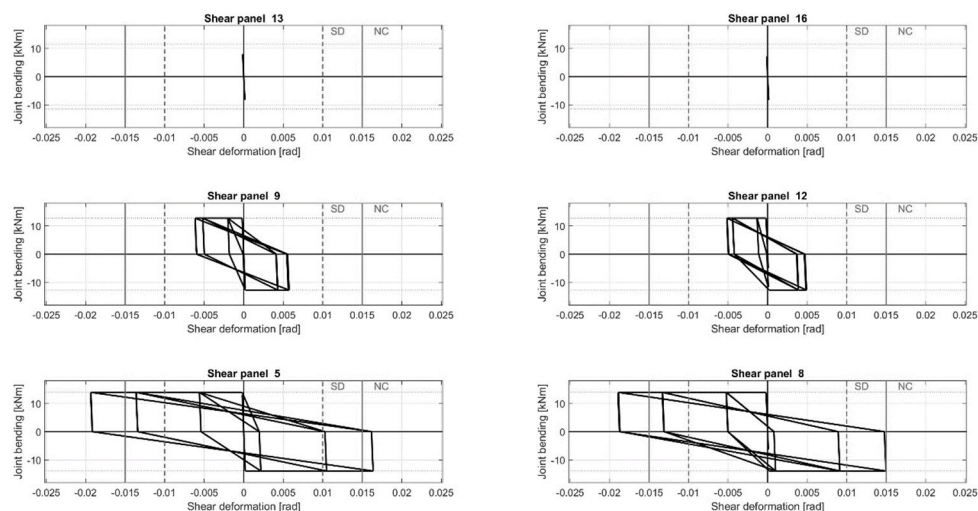 Shear panel 13
SD NC
Joint bending [kNm]
10
0
-10
-0.025 -0.02 -0.015 -0.01 -0.005 0 0.005 0.01 0.015 0.02 0.025
Shear deformation [rad]
Shear panel 16
SD NC
Joint bending [kNm]
10
0
-10
-0.025 -0.02 -0.015 -0.01 -0.005 0 0.005 0.01 0.015 0.02 0.025
Shear deformation [rad]
Shear panel 9
SD NC
Joint bending [kNm]
10
0
-10
-0.025 -0.02 -0.015 -0.01 -0.005 0 0.005 0.01 0.015 0.02 0.025
Shear deformation [rad]
Shear panel 12
SD NC
Joint bending [kNm]
10
0
-10
-0.025 -0.02 -0.015 -0.01 -0.005 0 0.005 0.01 0.015 0.02 0.025
Shear deformation [rad]
Shear panel 5
SD NC
Joint bending [kNm]
10
0
-10
-0.025 -0.02 -0.015 -0.01 -0.005 0 0.005 0.01 0.015 0.02 0.025
Shear deformation [rad]
Shear panel 8
SD NC
Joint bending [kNm]
10
0
-10
-0.025 -0.02 -0.015 -0.01 -0.005 0 0.005 0.01 0.015 0.02 0.025
Shear deformation [rad]